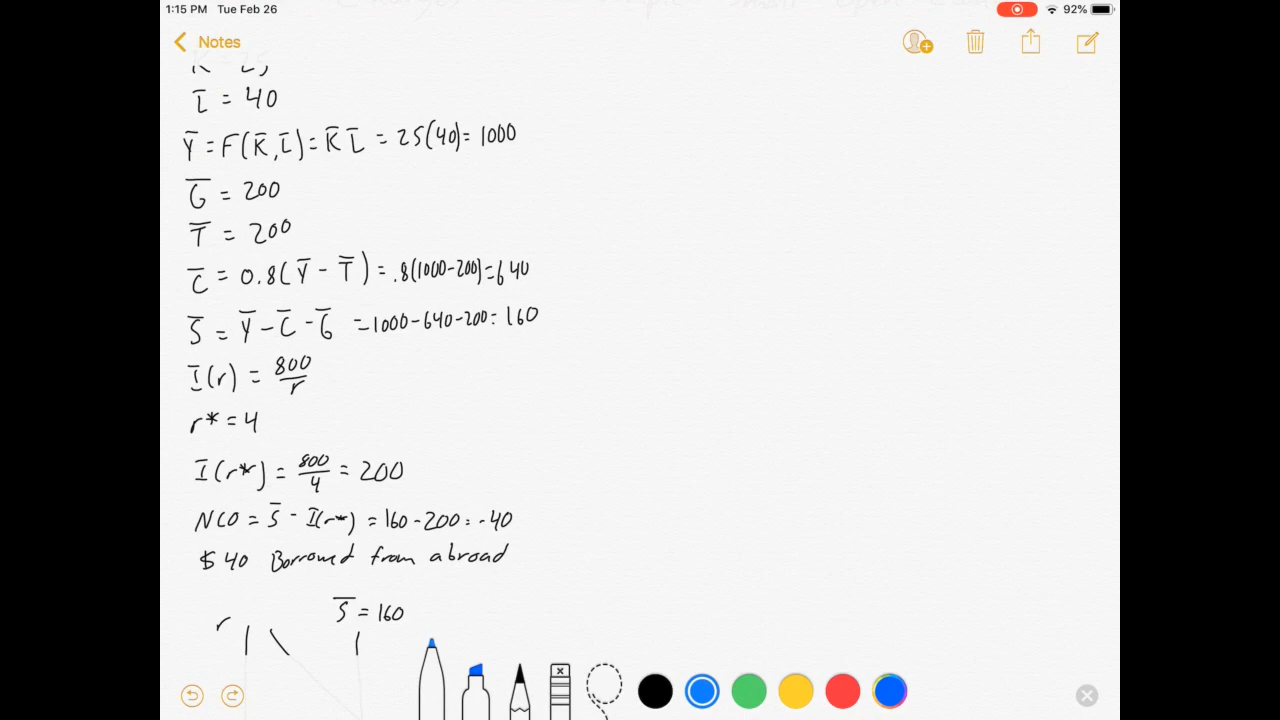 1:15 PM Tue Feb 26
92%
Notes
L̄ = 40
Ȳ = F(K̄, L̄) = K̄ L̄ = 25(40) = 1000
Ḡ = 200
T̄ = 200
C̄ = 0.8(Ȳ - T̄) = .8(1000-200) = 640
S̄ = Ȳ - C̄ - Ḡ = 1000-640-200 = 160
I(r) = 800/r
r* = 4
I(r*) = 800/4 = 200
NCO = S̄ - I(r*) = 160 - 200 = -40
$40 Borrowed from abroad
S̄ = 160
r